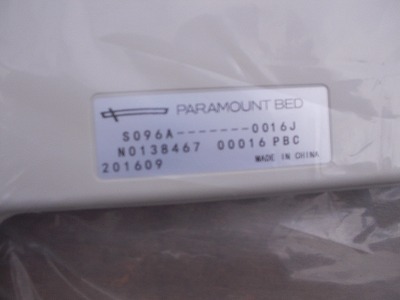 PARAMOUNT BED
S096A-------0016J
N0138467 00016 PBC
201609 MADE IN CHINA